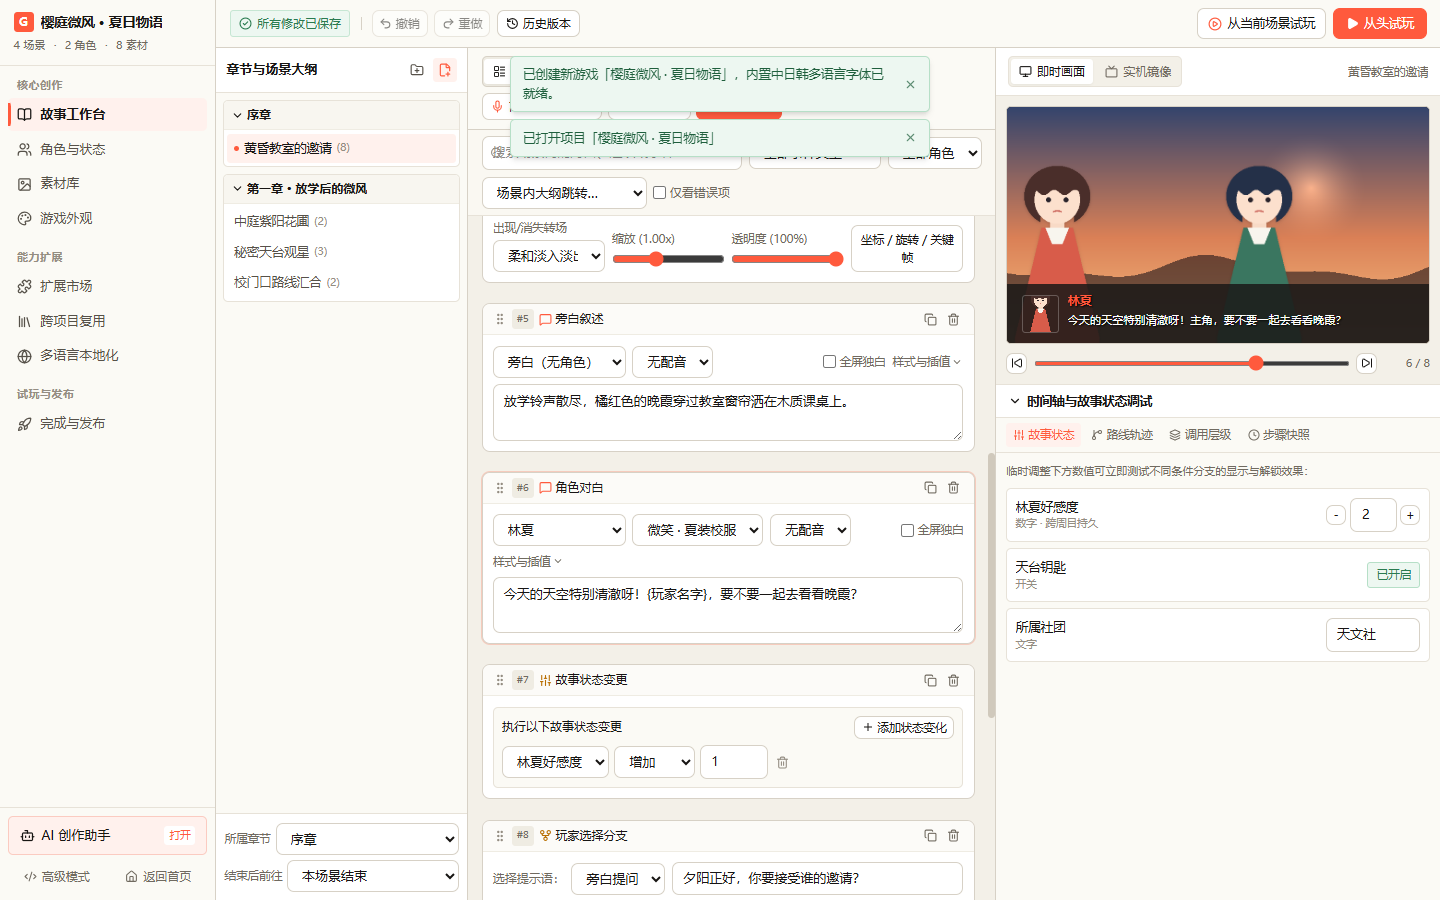 G 樱庭微风 · 夏日物语
4 场景 · 2 角色 · 8 素材
核心创作
故事工作台
角色与状态
素材库
游戏外观
能力扩展
扩展市场
跨项目复用
多语言本地化
试玩与发布
完成与发布
AI 创作助手 打开
高级模式 返回首页
所有修改已保存 撤销 重做 历史版本 从当前场景试玩 从头试玩
章节与场景大纲
序章
黄昏教室的邀请 (8)
第一章 · 放学后的微风
中庭紫阳花圃 (2)
秘密天台观星 (3)
校门口路线汇合 (2)
所属章节 序章
结束后前往 本场景结束
已创建新游戏「樱庭微风 · 夏日物语」，内置中日韩多语言字体已
就绪。
已打开项目「樱庭微风 · 夏日物语」
场景内大纲跳转... 仅看错误项
出现/消失转场 缩放 (1.00x) 透明度 (100%)
柔和淡入淡 坐标 / 旋转 / 关键
帧
#5 旁白叙述
旁白（无角色） 无配音 全屏独白 样式与插值
放学铃声散尽，橘红色的晚霞穿过教室窗帘洒在木质课桌上。
#6 角色对白
林夏 微笑 · 夏装校服 无配音 全屏独白
样式与插值
今天的天空特别清澈呀！{玩家名字}，要不要一起去看看晚霞？
#7 故事状态变更
执行以下故事状态变更 添加状态变化
林夏好感度 增加 1
#8 玩家选择分支
选择提示语： 旁白提问 夕阳正好，你要接受谁的邀请？
即时画面 实机镜像 黄昏教室的邀请
林夏
今天的天空特别清澈呀！主角，要不要一起去看看晚霞？
6 / 8
时间轴与故事状态调试
故事状态 路线轨迹 调用层级 步骤快照
临时调整下方数值可立即测试不同条件分支的显示与解锁效果：
林夏好感度
数字 · 跨周目持久
- 2 +
天台钥匙
开关
已开启
所属社团
文字
天文社